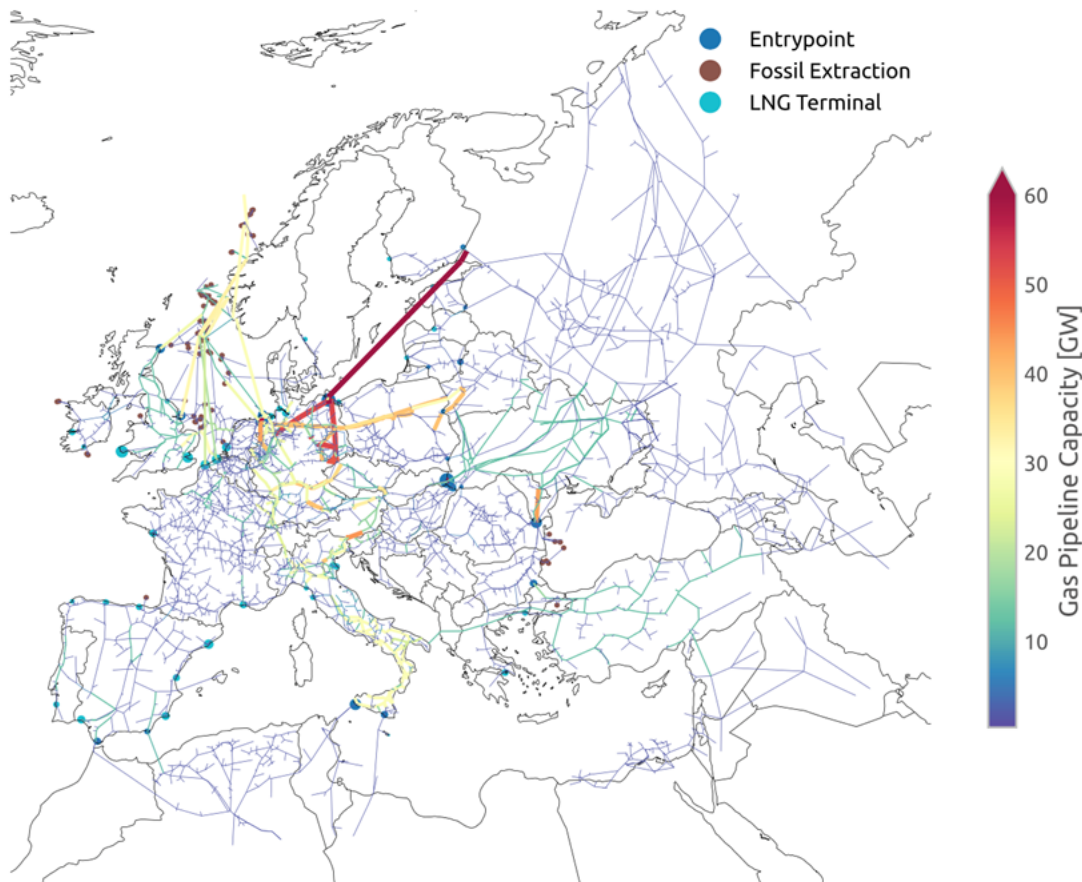 Entrypoint
Fossil Extraction
LNG Terminal
60
50
40
30
20
10
Gas Pipeline Capacity [GW]